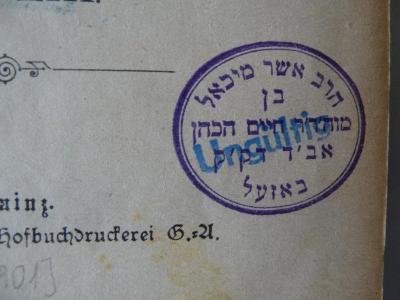 ainz.
Hofbuchdruckerei G.=A.
הרב אשר מיכאל
בן
מוהר"ר חיים הכהן
אב"ד דק"ק
באזעל
Ungültig